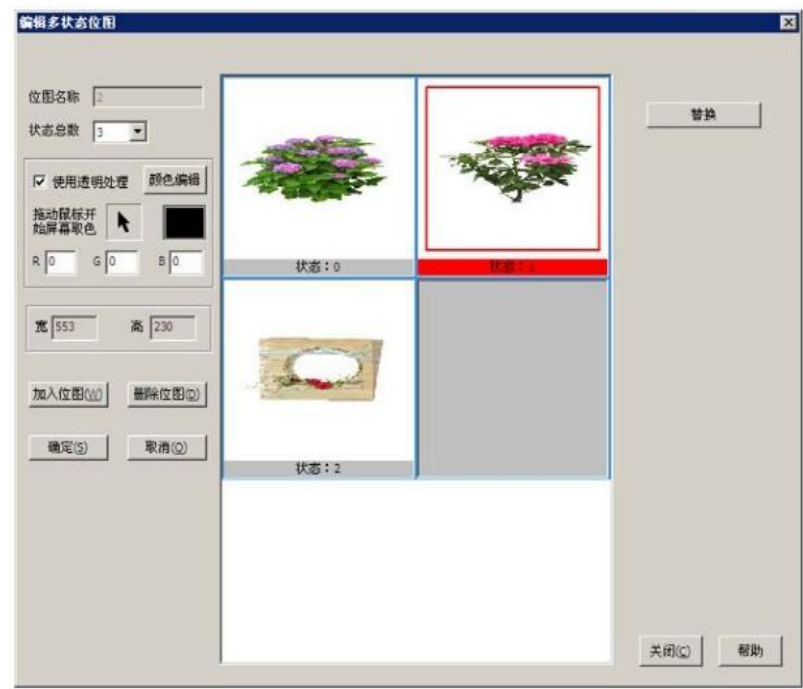 编辑多状态位图
位图名称 2
状态总数 3
使用透明处理 颜色编辑
拖动鼠标开
始屏幕取色
R 0 G 0 B 0
宽 553 高 230
加入位图(W) 删除位图(D)
确定(S) 取消(O)
状态：0
状态：1
状态：2
替换
关闭(C) 帮助